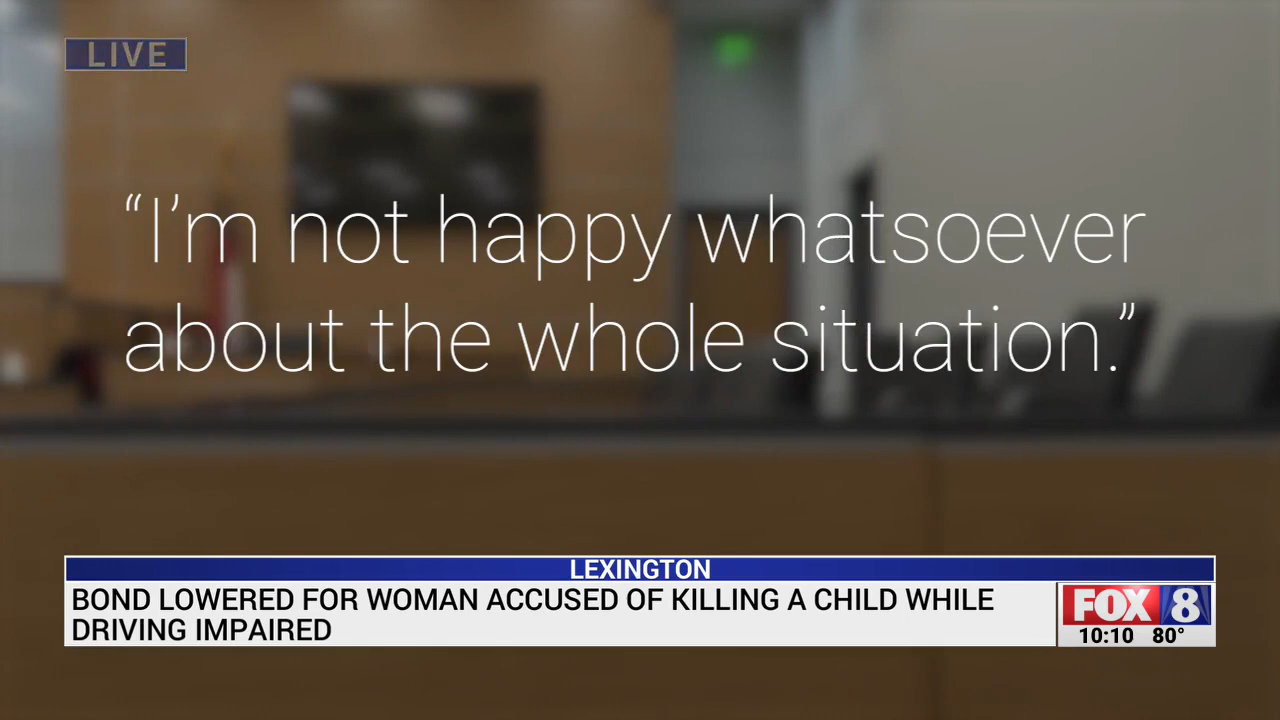 LIVE
“I’m not happy whatsoever
about the whole situation.”
LEXINGTON
BOND LOWERED FOR WOMAN ACCUSED OF KILLING A CHILD WHILE
DRIVING IMPAIRED
FOX 8
10:10 80°